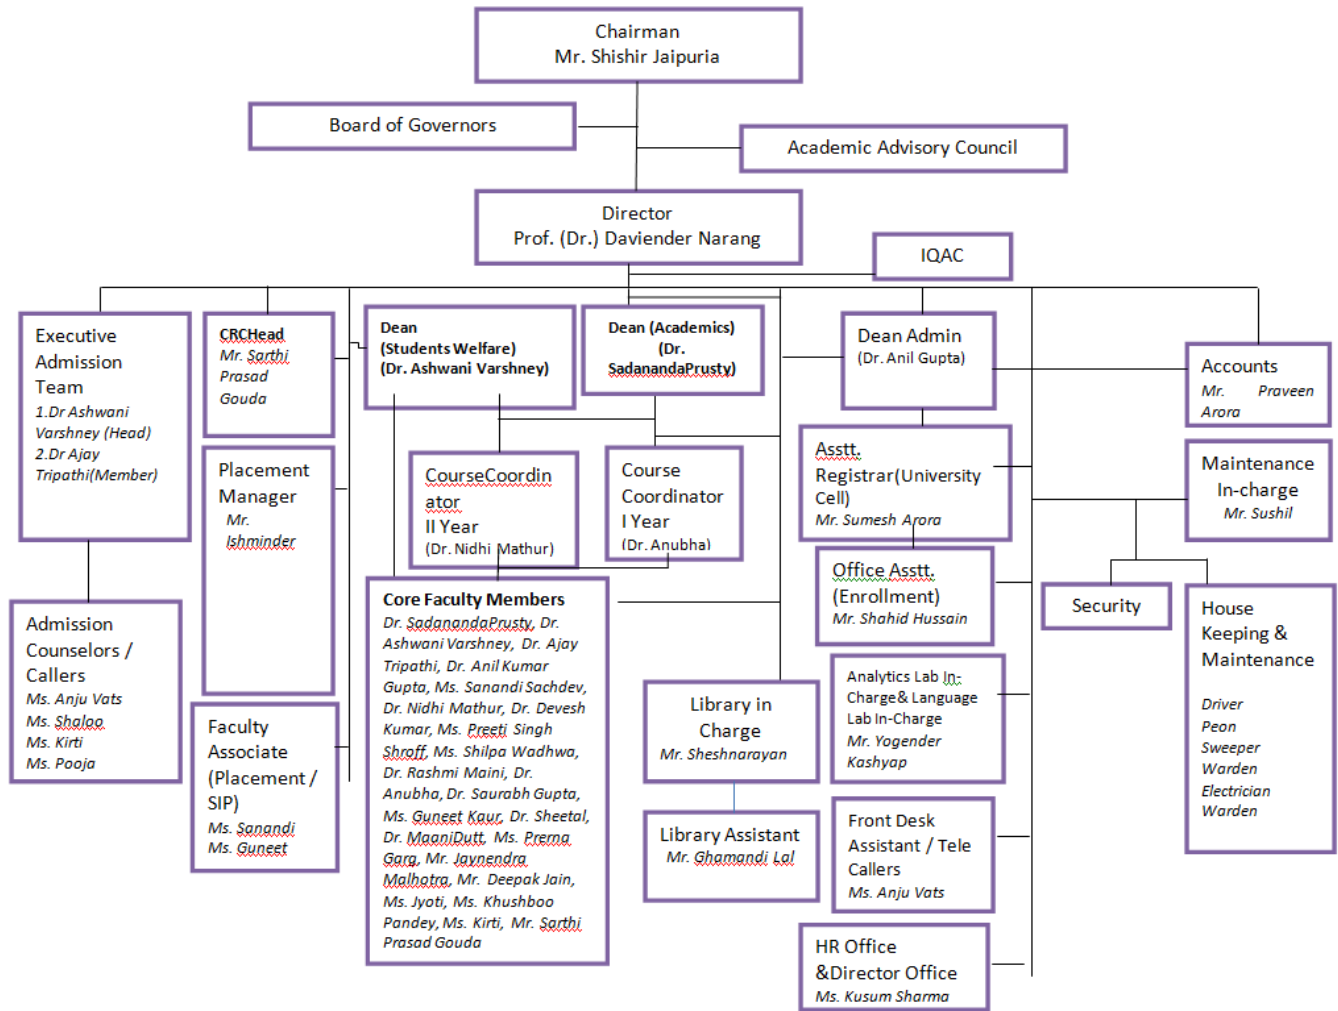 Chairman
Mr. Shishir Jaipuria
Board of Governors
Academic Advisory Council
Director
Prof. (Dr.) Daviender Narang
IQAC
Executive
Admission
Team
1.Dr Ashwani
Varshney (Head)
2.Dr Ajay
Tripathi(Member)
CRCHead
Mr. Sarthi
Prasad
Gouda
Dean
(Students Welfare)
(Dr. Ashwani Varshney)
Dean (Academics)
(Dr.
SadanandaPrusty)
Dean Admin
(Dr. Anil Gupta)
Accounts
Mr. Praveen
Arora
Placement
Manager
Mr.
Ishminder
CourseCoordin
ator
II Year
(Dr. Nidhi Mathur)
Course
Coordinator
I Year
(Dr. Anubha)
Asstt.
Registrar(University
Cell)
Mr. Sumesh Arora
Maintenance
In-charge
Mr. Sushil
Office Asstt.
(Enrollment)
Mr. Shahid Hussain
Security
House
Keeping &
Maintenance
Driver
Peon
Sweeper
Warden
Electrician
Warden
Admission
Counselors /
Callers
Ms. Anju Vats
Ms. Shaloo
Ms. Kirti
Ms. Pooja
Faculty
Associate
(Placement /
SIP)
Ms. Sanandi
Ms. Guneet
Core Faculty Members
Dr. SadanandaPrusty, Dr.
AshwaniVarshney, Dr. Ajay
Tripathi, Dr. Anil Kumar
Gupta, Ms. Sanandi Sachdev,
Dr. Nidhi Mathur, Dr. Devesh
Kumar, Ms. Preeti Singh
Shroff, Ms. Shilpa Wadhwa,
Dr. Rashmi Maini, Dr.
Anubha, Dr. Saurabh Gupta,
Ms. Guneet Kaur, Dr. Sheetal,
Dr. MaaniDutt, Ms. Prerna
Garg, Mr. Jaynendra
Malhotra, Mr. Deepak Jain,
Ms. Jyoti, Ms. Khushboo
Pandey, Ms. Kirti, Mr. Sarthi
Prasad Gouda
Library in
Charge
Mr. Sheshnarayan
Library Assistant
Mr. Ghamandi Lal
Analytics Lab In-
Charge& Language
Lab In-Charge
Mr. Yogender
Kashyap
Front Desk
Assistant / Tele
Callers
Ms. Anju Vats
HR Office
&Director Office
Ms. Kusum Sharma